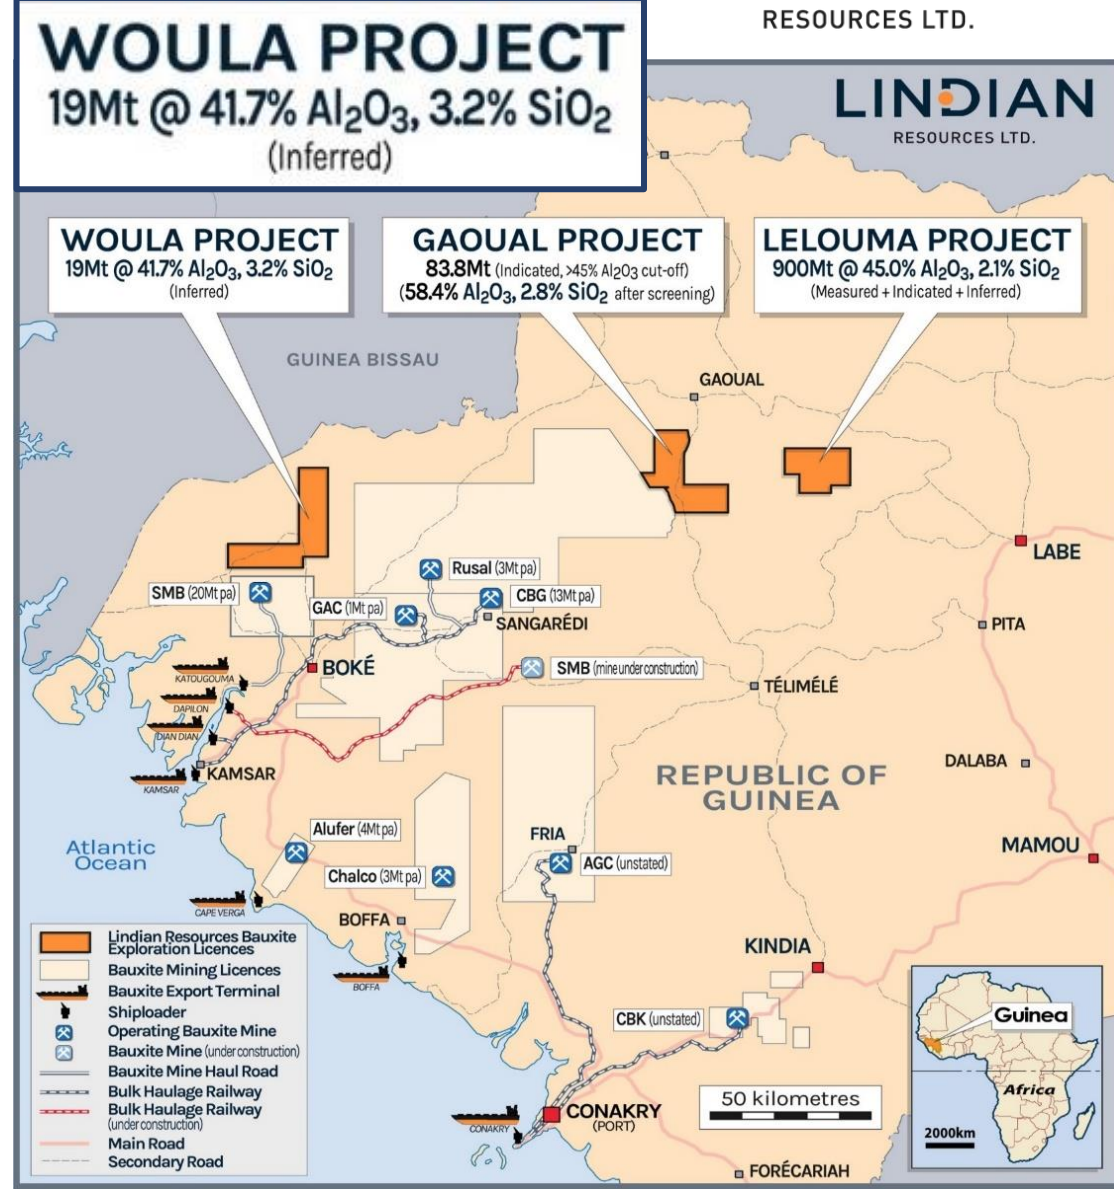 RESOURCES LTD.
WOULA PROJECT
19Mt @ 41.7% Al₂O₃, 3.2% SiO₂
(Inferred)
LINDIAN
RESOURCES LTD.
WOULA PROJECT
19Mt @ 41.7% Al₂O₃, 3.2% SiO₂
(Inferred)
GAOUAL PROJECT
83.8Mt (Indicated, >45% Al₂O₃ cut-off)
(58.4% Al₂O₃, 2.8% SiO₂ after screening)
LELOUMA PROJECT
900Mt @ 45.0% Al₂O₃, 2.1% SiO₂
(Measured + Indicated + Inferred)
GUINEA BISSAU
GAOUAL
LABE
Rusal (3Mt pa)
SMB (20Mt pa)
CBG (13Mt pa)
GAC (1Mt pa)
SANGARÉDI
PITA
BOKÉ
SMB (mine under construction)
KATOUGOUMA
TÉLIMÉLÉ
DAPILON
DIAN DIAN
KAMSAR
KAMSAR
DALABA
REPUBLIC OF
GUINEA
Alufer (4Mt pa)
FRIA
MAMOU
Atlantic
Ocean
AGC (unstated)
Chalco (3Mt pa)
CAPE VERGA
BOFFA
KINDIA
BOFFA
CBK (unstated)
CONAKRY
(PORT)
CONAKRY
FORÉCARIAH
Lindian Resources Bauxite
Exploration Licences
Bauxite Mining Licences
Bauxite Export Terminal
Shiploader
Operating Bauxite Mine
Bauxite Mine (under construction)
Bauxite Mine Haul Road
Bulk Haulage Railway
Bulk Haulage Railway
(under construction)
Main Road
Secondary Road
50 kilometres
Guinea
Africa
2000km